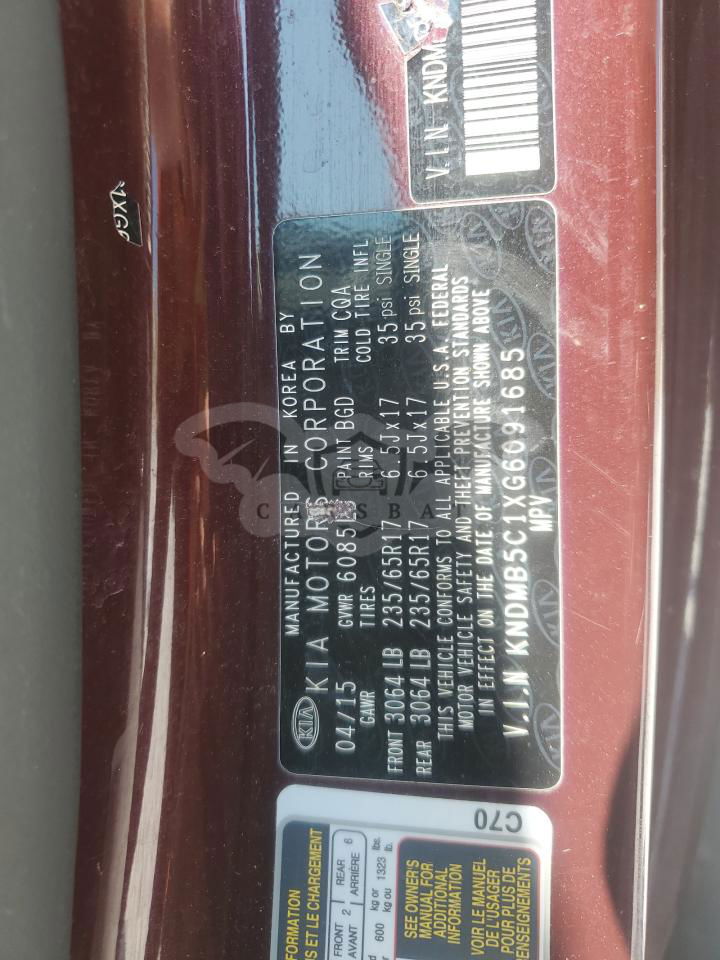 V.I.N KNDM
1XG6
KIA
MANUFACTURED IN KOREA BY
KIA MOTORS CORPORATION
04/15 GVWR 6085LB PAINT BGD TRIM CQA
GAWR TIRES RIMS COLD TIRE INFL
FRONT 3064 LB 235/65R17 6.5Jx17 35 psi SINGLE
REAR 3064 LB 235/65R17 6.5Jx17 35 psi SINGLE
THIS VEHICLE CONFORMS TO ALL APPLICABLE U.S.A. FEDERAL
MOTOR VEHICLE SAFETY AND THEFT PREVENTION STANDARDS
IN EFFECT ON THE DATE OF MANUFACTURE SHOWN ABOVE
V.I.N KNDMB5C1XG6091685
MPV
C70
FORMATION
S ET LE CHARGEMENT
FRONT 2 REAR 6
AVANT ARRIÈRE
600 kg or 1323 lbs.
kg ou lb.
SEE OWNER'S
MANUAL FOR
ADDITIONAL
INFORMATION
VOIR LE MANUEL
DE L'USAGER
POUR PLUS DE
RENSEIGNEMENTS